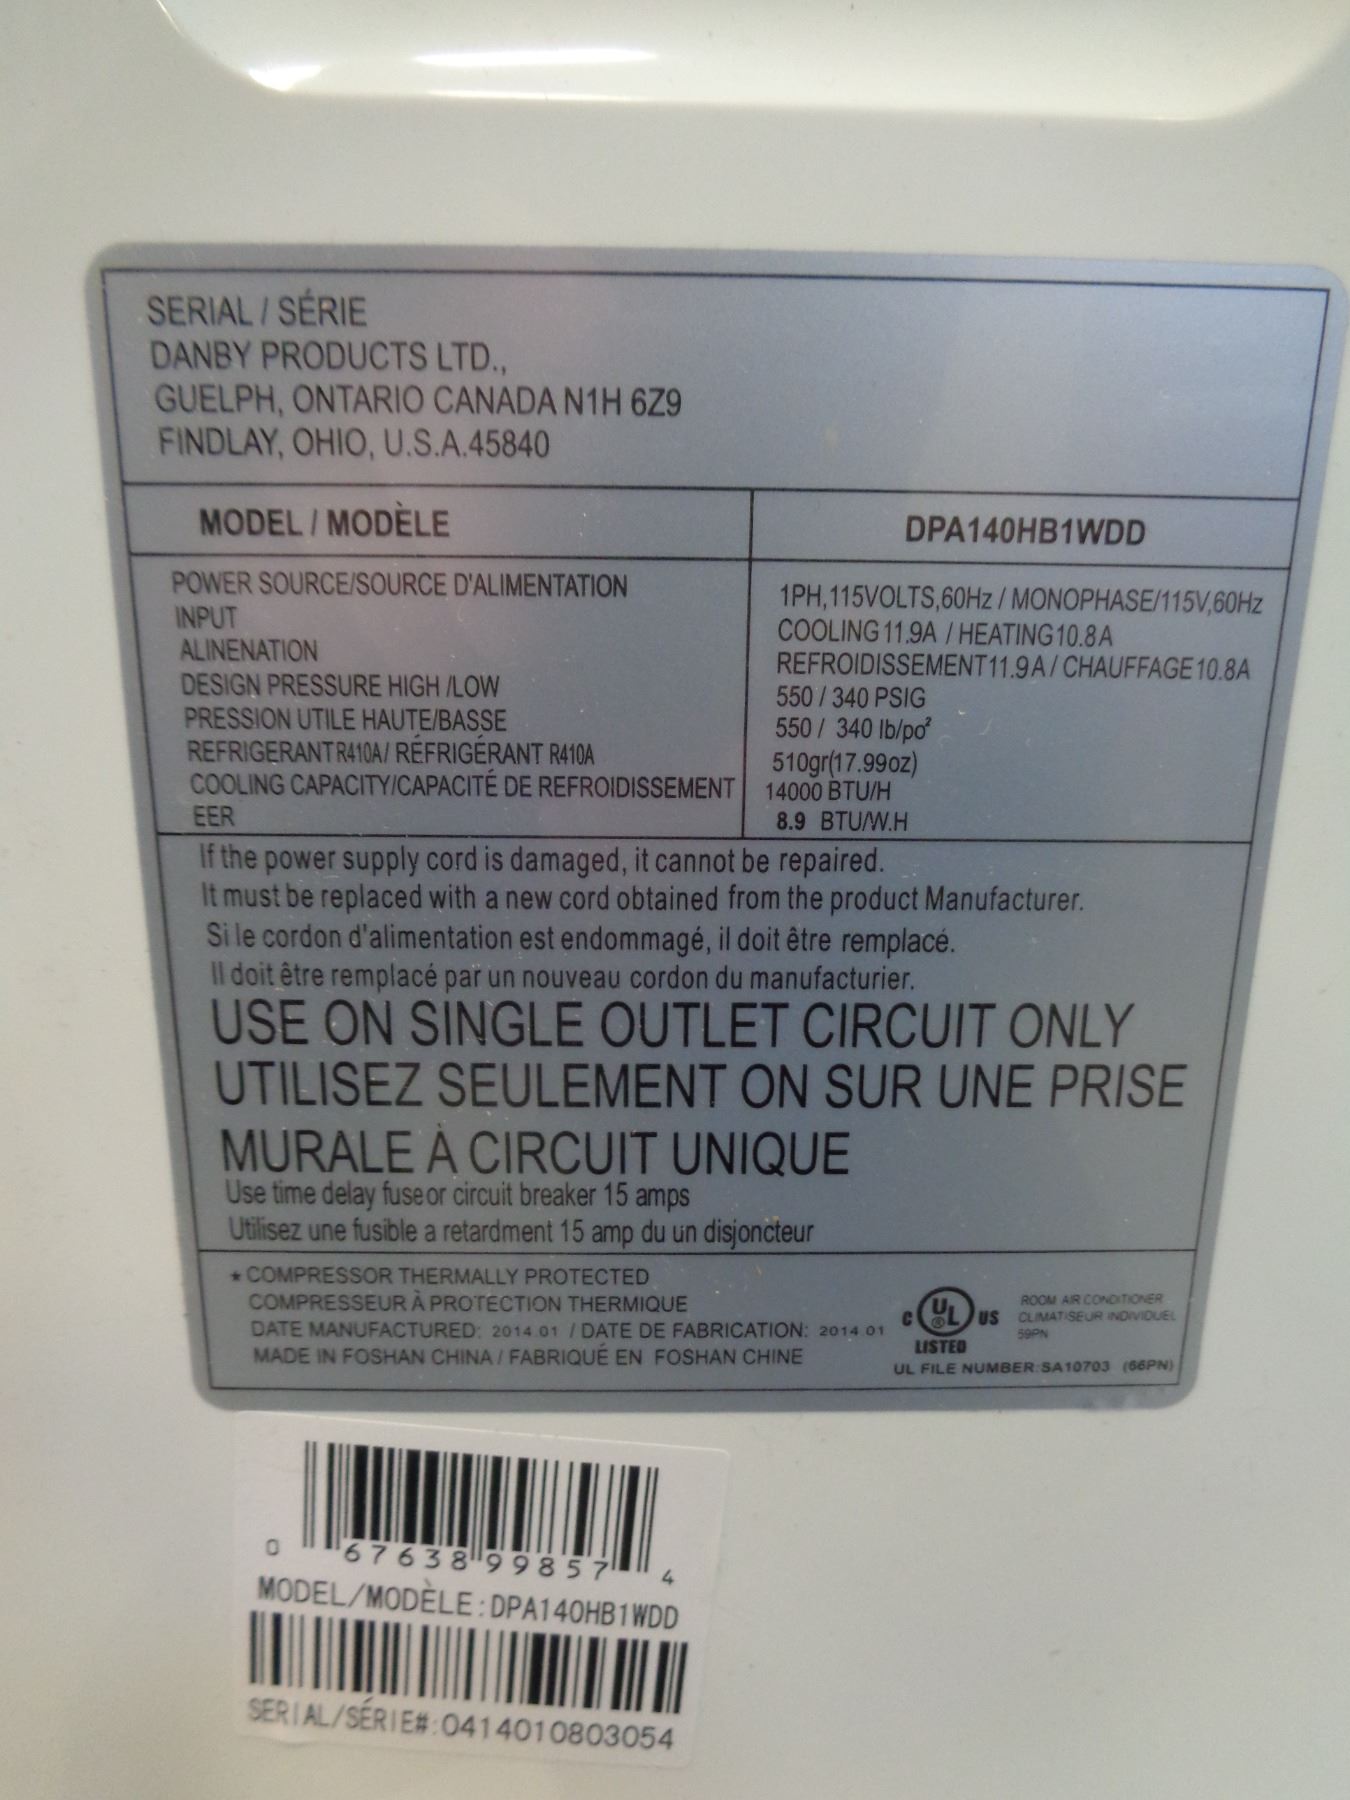 SERIAL / SÉRIE
DANBY PRODUCTS LTD.,
GUELPH, ONTARIO CANADA N1H 6Z9
FINDLAY, OHIO, U.S.A.45840
MODEL / MODÈLE DPA140HB1WDD
POWER SOURCE/SOURCE D'ALIMENTATION 1PH,115VOLTS,60Hz / MONOPHASE/115V,60Hz
INPUT COOLING 11.9A / HEATING 10.8A
ALINENATION REFROIDISSEMENT 11.9A / CHAUFFAGE 10.8A
DESIGN PRESSURE HIGH /LOW 550 / 340 PSIG
PRESSION UTILE HAUTE/BASSE 550 / 340 lb/po²
REFRIGERANT R410A/ RÉFRIGÉRANT R410A 510gr(17.99oz)
COOLING CAPACITY/CAPACITÉ DE REFROIDISSEMENT 14000 BTU/H
EER 8.9 BTU/W.H
If the power supply cord is damaged, it cannot be repaired.
It must be replaced with a new cord obtained from the product Manufacturer.
Si le cordon d'alimentation est endommagé, il doit être remplacé.
Il doit être remplacé par un nouveau cordon du manufacturier.
USE ON SINGLE OUTLET CIRCUIT ONLY
UTILISEZ SEULEMENT ON SUR UNE PRISE
MURALE À CIRCUIT UNIQUE
Use time delay fuse or circuit breaker 15 amps
Utilisez une fusible a retardment 15 amp du un disjoncteur
★ COMPRESSOR THERMALLY PROTECTED
COMPRESSEUR À PROTECTION THERMIQUE
DATE MANUFACTURED: 2014.01 / DATE DE FABRICATION: 2014 01
MADE IN FOSHAN CHINA / FABRIQUÉ EN FOSHAN CHINE
C UL ® US
LISTED
ROOM AIR CONDITIONER
CLIMATISEUR INDIVIDUEL
59PN
UL FILE NUMBER:SA10703 (66PN)
0 67638 99857 4
MODEL/MODÈLE:DPA140HB1WDD
SERIAL/SÉRIE#:0414010803054